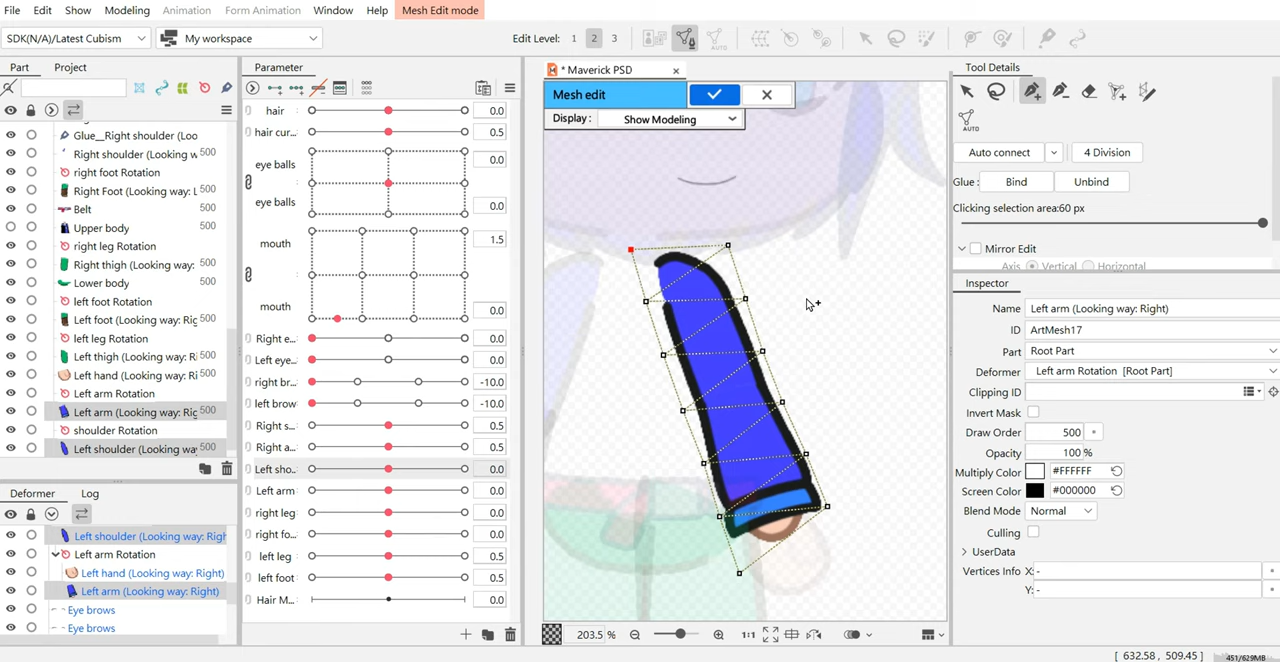 File Edit Show Modeling Animation Form Animation Window Help Mesh Edit mode
SDK(N/A)/Latest Cubism My workspace Edit Level: 1 2 3 AUTO
Part Project
Glue__Right shoulder (Loo
Right shoulder (Looking w 500
right foot Rotation
Right Foot (Looking way: L 500
Belt 500
Upper body 500
right leg Rotation
Right thigh (Looking way: 500
Lower body 500
left foot Rotation
Left foot (Looking way: Ri 500
left leg Rotation
Left thigh (Looking way: R 500
Left hand (Looking way: Ri 500
Left arm Rotation
Left arm (Looking way: Rig 500
shoulder Rotation
Left shoulder (Looking wa 500
Deformer Log
Left shoulder (Looking way: Righ
Left arm Rotation
Left hand (Looking way: Right)
Left arm (Looking way: Right)
Eye brows
Eye brows
Parameter
hair 0.0
hair cur... 0.5
eye balls 0.0
eye balls 0.0
mouth 1.5
mouth 0.0
Right e... 0.0
Left eye... 0.0
right br... -10.0
left brow -10.0
Right s... 0.5
Right a... 0.5
Left sho... 0.0
Left arm 0.0
right leg 0.0
right fo... 0.0
left leg 0.5
left foot 0.5
Hair M... 0.0
* Maverick PSD
Mesh edit
Display: Show Modeling
203.5 % 1:1
Tool Details
AUTO
Auto connect 4 Division
Glue: Bind Unbind
Clicking selection area:60 px
Mirror Edit
Axis Vertical Horizontal
Inspector
Name Left arm (Looking way: Right)
ID ArtMesh17
Part Root Part
Deformer Left arm Rotation [Root Part]
Clipping ID
Invert Mask
Draw Order 500
Opacity 100 %
Multiply Color #FFFFFF
Screen Color #000000
Blend Mode Normal
Culling
UserData
Vertices Info X: -
Y: -
[ 632.58 , 509.45] 451/629MB